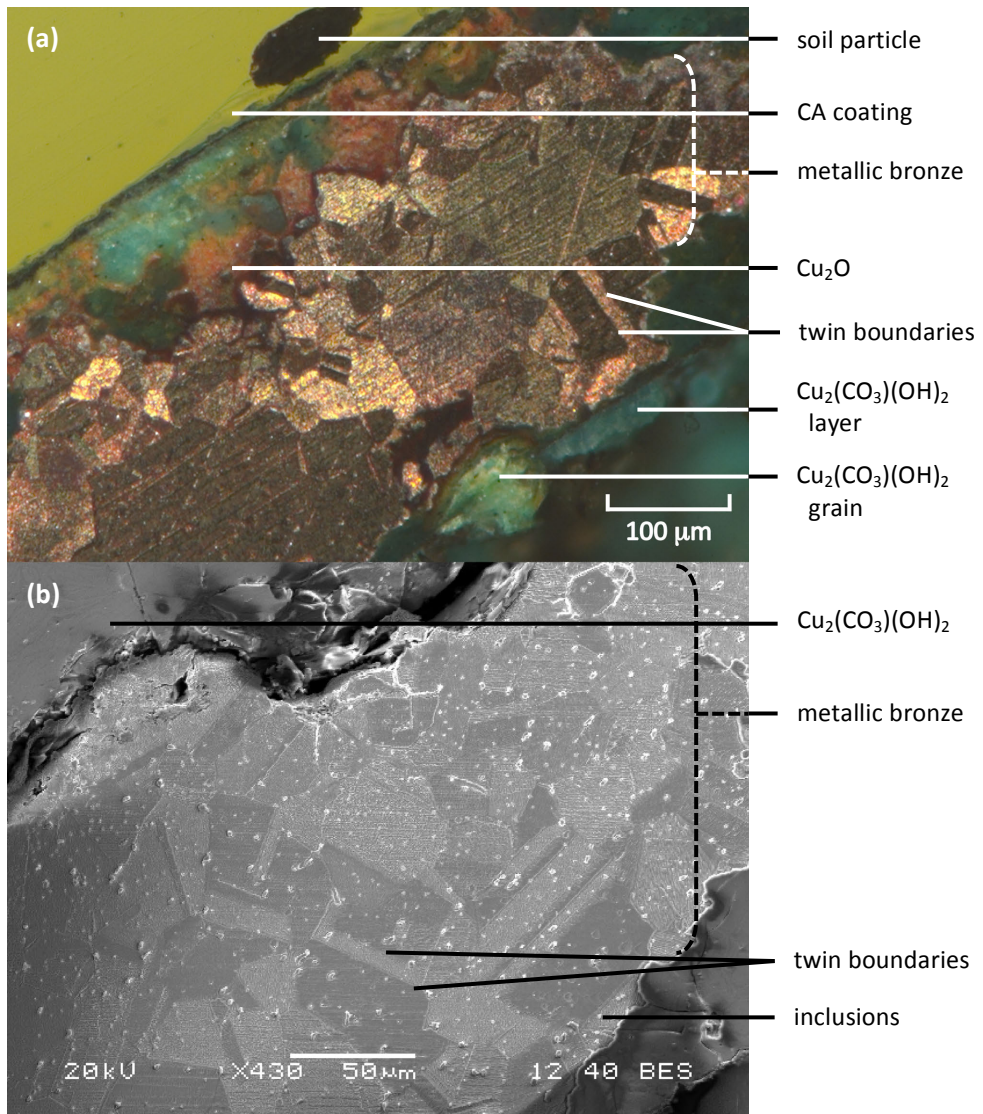 (a)
soil particle
CA coating
metallic bronze
Cu₂O
twin boundaries
Cu₂(CO₃)(OH)₂
layer
Cu₂(CO₃)(OH)₂
grain
100 µm
(b)
Cu₂(CO₃)(OH)₂
metallic bronze
twin boundaries
inclusions
20kV X430 50µm 12 40 BES